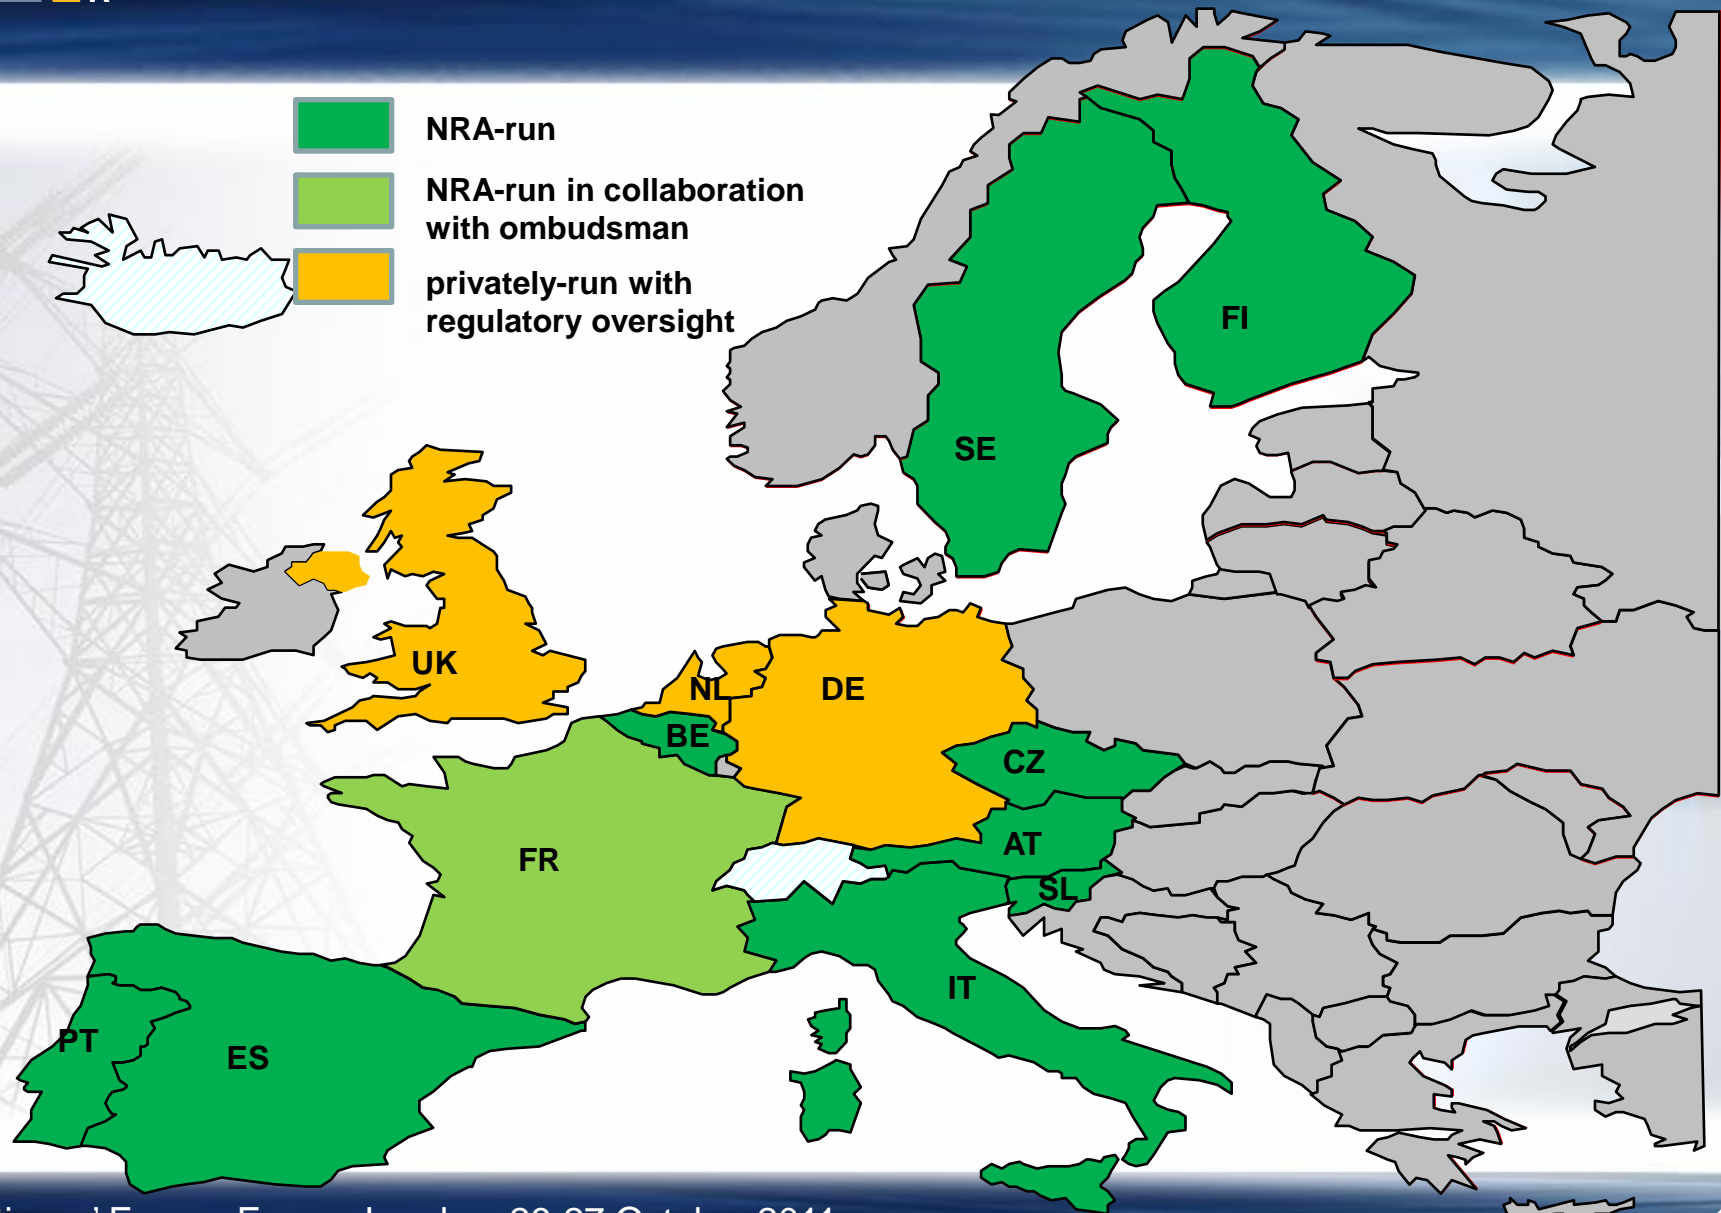 NRA-run
NRA-run in collaboration
with ombudsman
privately-run with
regulatory oversight
FI
SE
UK
NL
DE
BE
CZ
FR
AT
SL
IT
PT
ES
2011